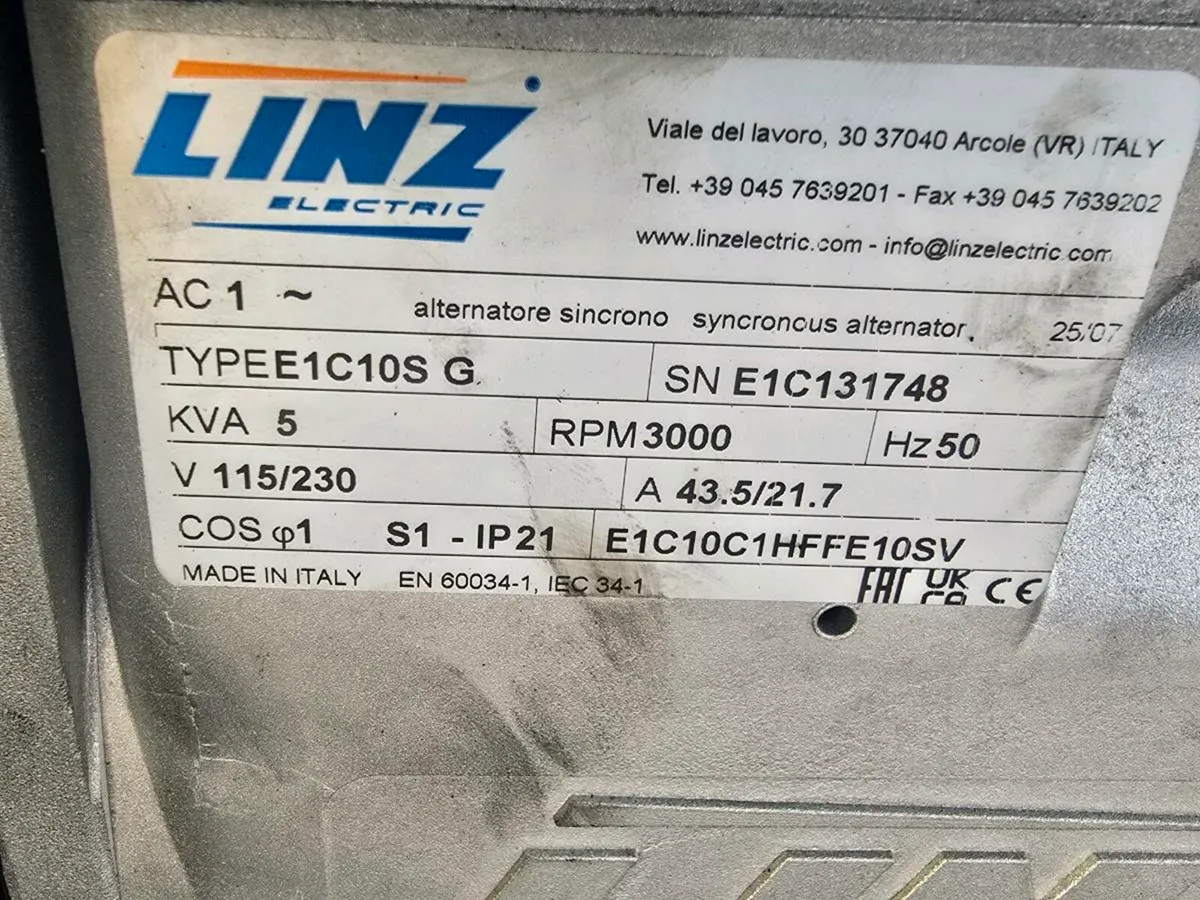 LINZ
ELECTRIC
Viale del lavoro, 30 37040 Arcole (VR) ITALY
Tel. +39 045 7639201 - Fax +39 045 7639202
www.linzelectric.com - info@linzelectric.com
AC 1 ~ alternatore sincrono syncronous alternator. 25/07
TYPE E1C10S G SN E1C131748
KVA 5 RPM 3000 Hz 50
V 115/230 A 43.5/21.7
COS φ 1 S1 - IP21 E1C10C1HFFE10SV
MADE IN ITALY EN 60034-1, IEC 34-1 EAC UK CA CE